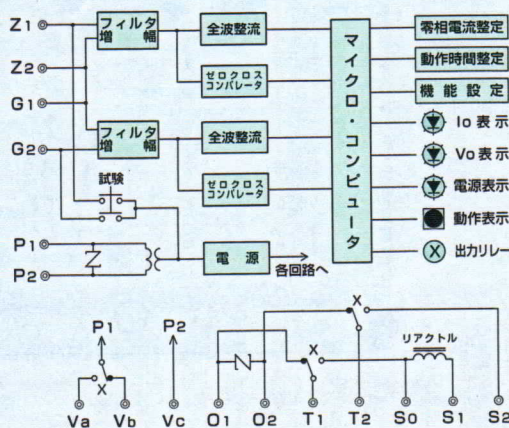 Z1
フィルタ
増 幅
全波整流
マイクロ・コンピュータ
零相電流整定
動作時間整定
Z2
ゼロクロス
コンパレータ
機能設定
G1
Io表示
フィルタ
増 幅
全波整流
G2
Vo表示
試験
ゼロクロス
コンパレータ
電源表示
動作表示
P1
電 源
X 出力リレー
P2
各回路へ
P1
P2
X
X
リアクトル
X
Va
Vb
Vc
O1
O2
T1
T2
S0
S1
S2